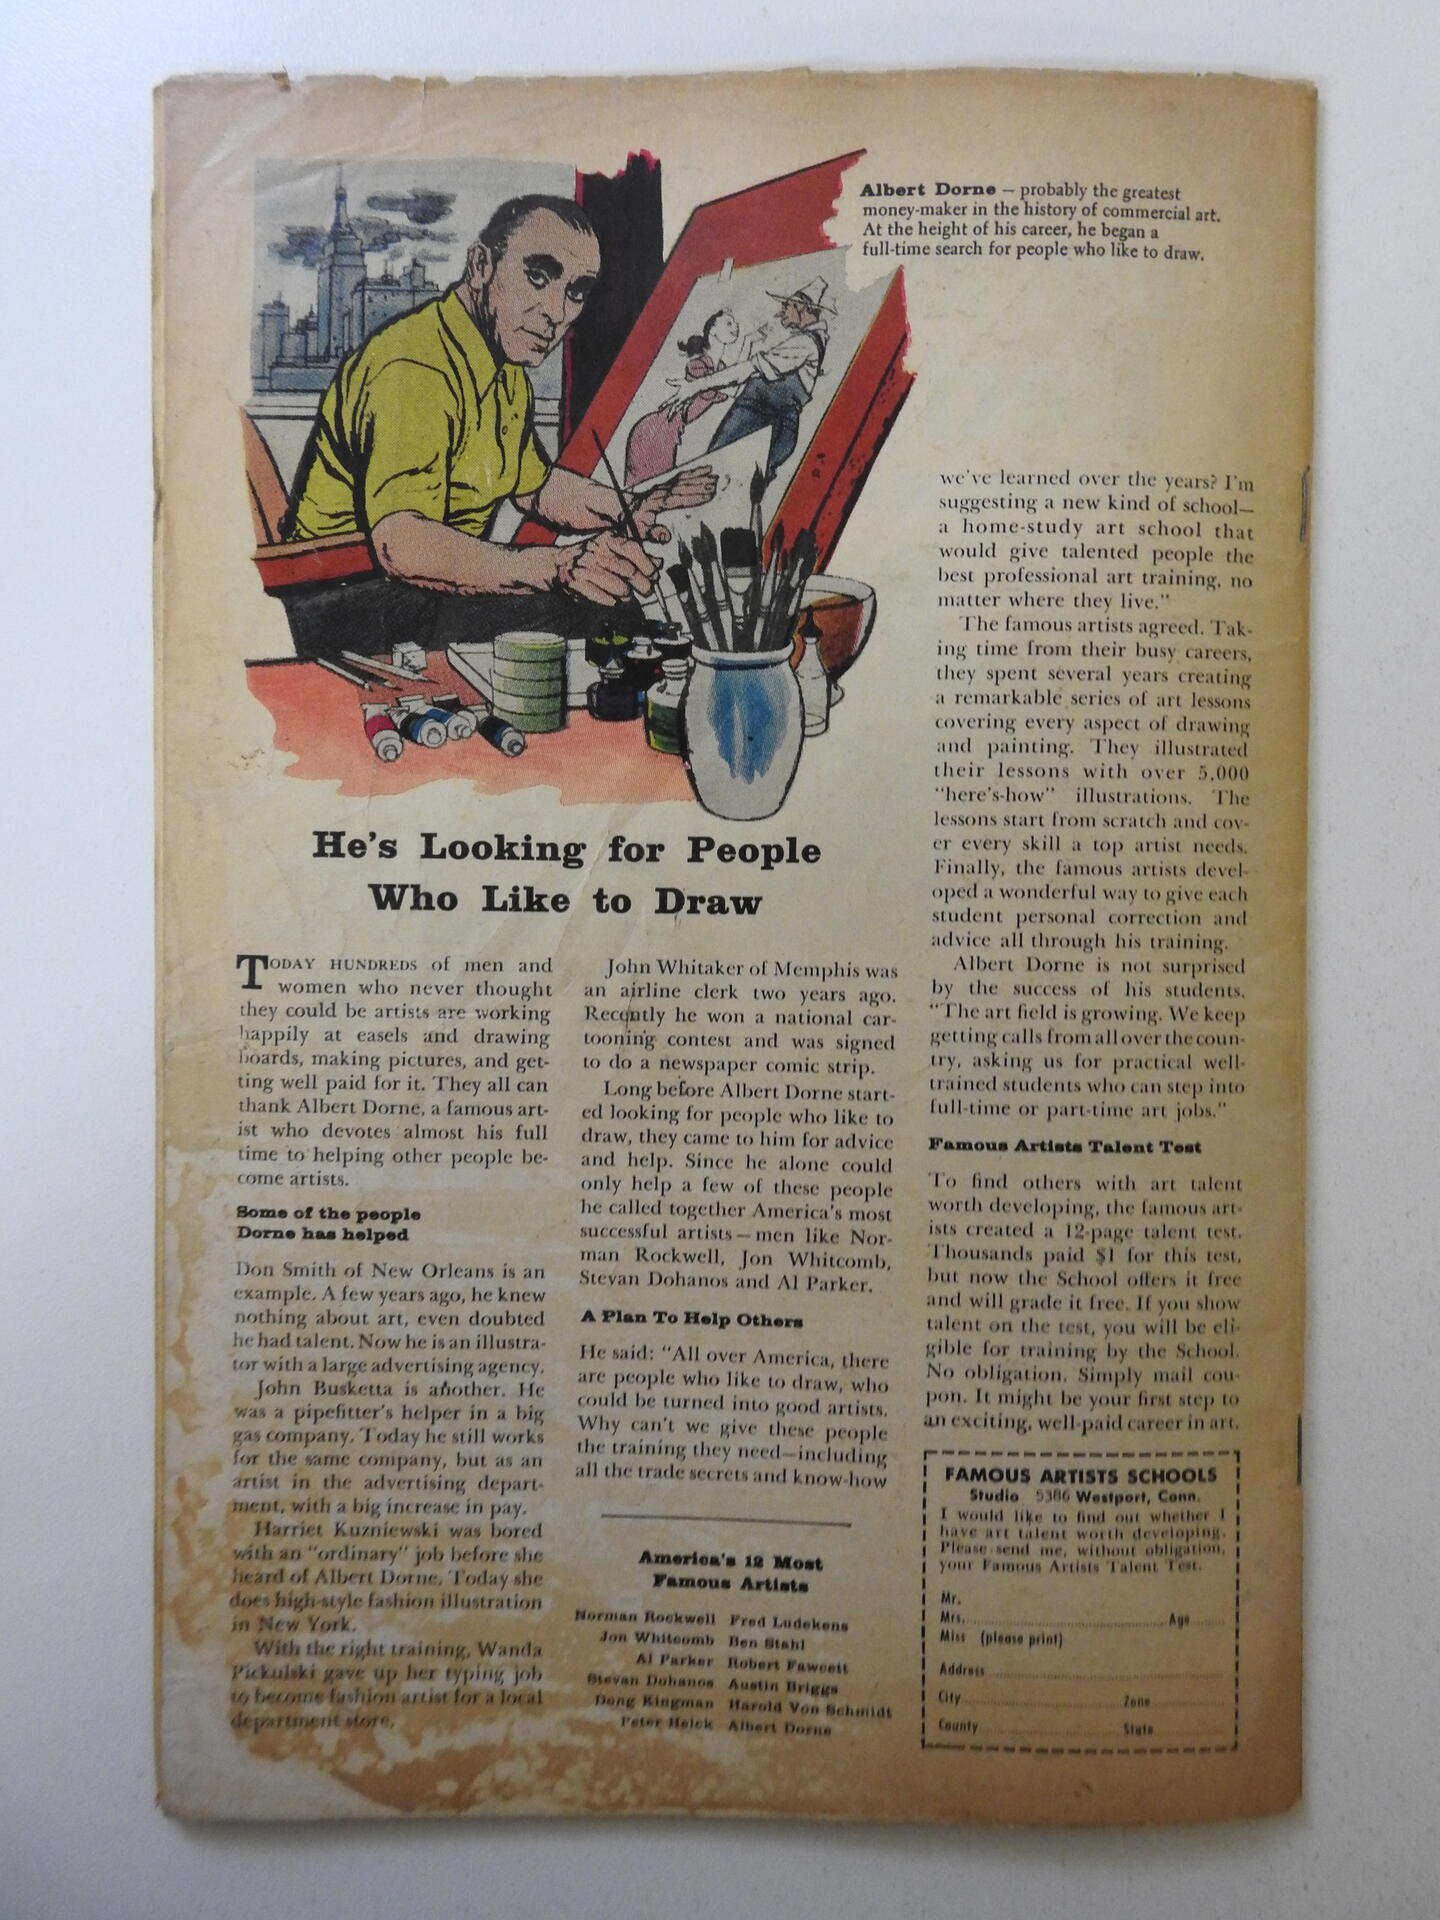 Albert Dorne — probably the greatest
money-maker in the history of commercial art.
At the height of his career, he began a
full-time search for people who like to draw.
He's Looking for People
Who Like to Draw
TODAY HUNDREDS of men and
women who never thought
they could be artists are working
happily at easels and drawing
boards, making pictures, and get-
ting well paid for it. They all can
thank Albert Dorne, a famous art-
ist who devotes almost his full
time to helping other people be-
come artists.
Some of the people
Dorne has helped
Don Smith of New Orleans is an
example. A few years ago, he knew
nothing about art, even doubted
he had talent. Now he is an illustra-
tor with a large advertising agency.
John Busketta is another. He
was a pipefitter's helper in a big
gas company. Today he still works
for the same company, but as an
artist in the advertising depart-
ment, with a big increase in pay.
Harriet Kuzniewski was bored
with an "ordinary" job before she
heard of Albert Dorne. Today she
does high-style fashion illustration
in New York.
With the right training, Wanda
Pickulski gave up her typing job
to become fashion artist for a local
department store.
John Whitaker of Memphis was
an airline clerk two years ago.
Recently he won a national car-
tooning contest and was signed
to do a newspaper comic strip.
Long before Albert Dorne start-
ed looking for people who like to
draw, they came to him for advice
and help. Since he alone could
only help a few of these people
he called together America's most
successful artists—men like Nor-
man Rockwell, Jon Whitcomb,
Stevan Dohanos and Al Parker.
A Plan To Help Others
He said: "All over America, there
are people who like to draw, who
could be turned into good artists.
Why can't we give these people
the training they need—including
all the trade secrets and know-how
America's 12 Most
Famous Artists
Norman Rockwell Fred Ludekens
Jon Whitcomb Ben Stahl
Al Parker Robert Fawcett
Stevan Dohanos Austin Briggs
Dong Kingman Harold Von Schmidt
Peter Helck Albert Dorne
we've learned over the years? I'm
suggesting a new kind of school—
a home-study art school that
would give talented people the
best professional art training, no
matter where they live."
The famous artists agreed. Tak-
ing time from their busy careers,
they spent several years creating
a remarkable series of art lessons
covering every aspect of drawing
and painting. They illustrated
their lessons with over 5,000
"here's-how" illustrations. The
lessons start from scratch and cov-
er every skill a top artist needs.
Finally, the famous artists devel-
oped a wonderful way to give each
student personal correction and
advice all through his training.
Albert Dorne is not surprised
by the success of his students.
"The art field is growing. We keep
getting calls from all over the coun-
try, asking us for practical well-
trained students who can step into
full-time or part-time art jobs."
Famous Artists Talent Test
To find others with art talent
worth developing, the famous art-
ists created a 12-page talent test.
Thousands paid $1 for this test,
but now the School offers it free
and will grade it free. If you show
talent on the test, you will be eli-
gible for training by the School.
No obligation. Simply mail cou-
pon. It might be your first step to
an exciting, well-paid career in art.
FAMOUS ARTISTS SCHOOLS
Studio 5386 Westport, Conn.
I would like to find out whether I
have art talent worth developing.
Please send me, without obligation,
your Famous Artists Talent Test.
Mr.
Mrs. Age
Miss (please print)
Address
City Zone
County State